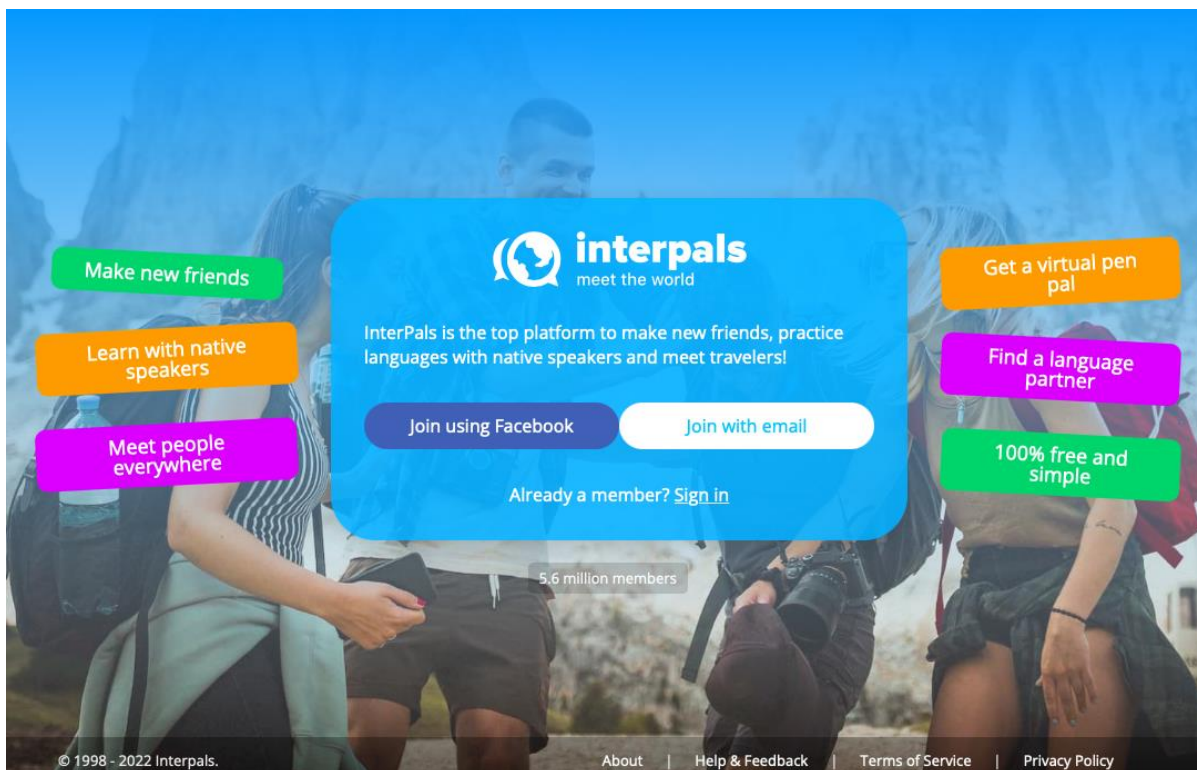 interpals
meet the world
Make new friends
Learn with native
speakers
Meet people
everywhere
InterPals is the top platform to make new friends, practice
languages with native speakers and meet travelers!
Join using Facebook
Join with email
Already a member? Sign in
Get a virtual pen
pal
Find a language
partner
100% free and
simple
5.6 million members
© 1998 - 2022 Interpals.
About | Help & Feedback | Terms of Service | Privacy Policy